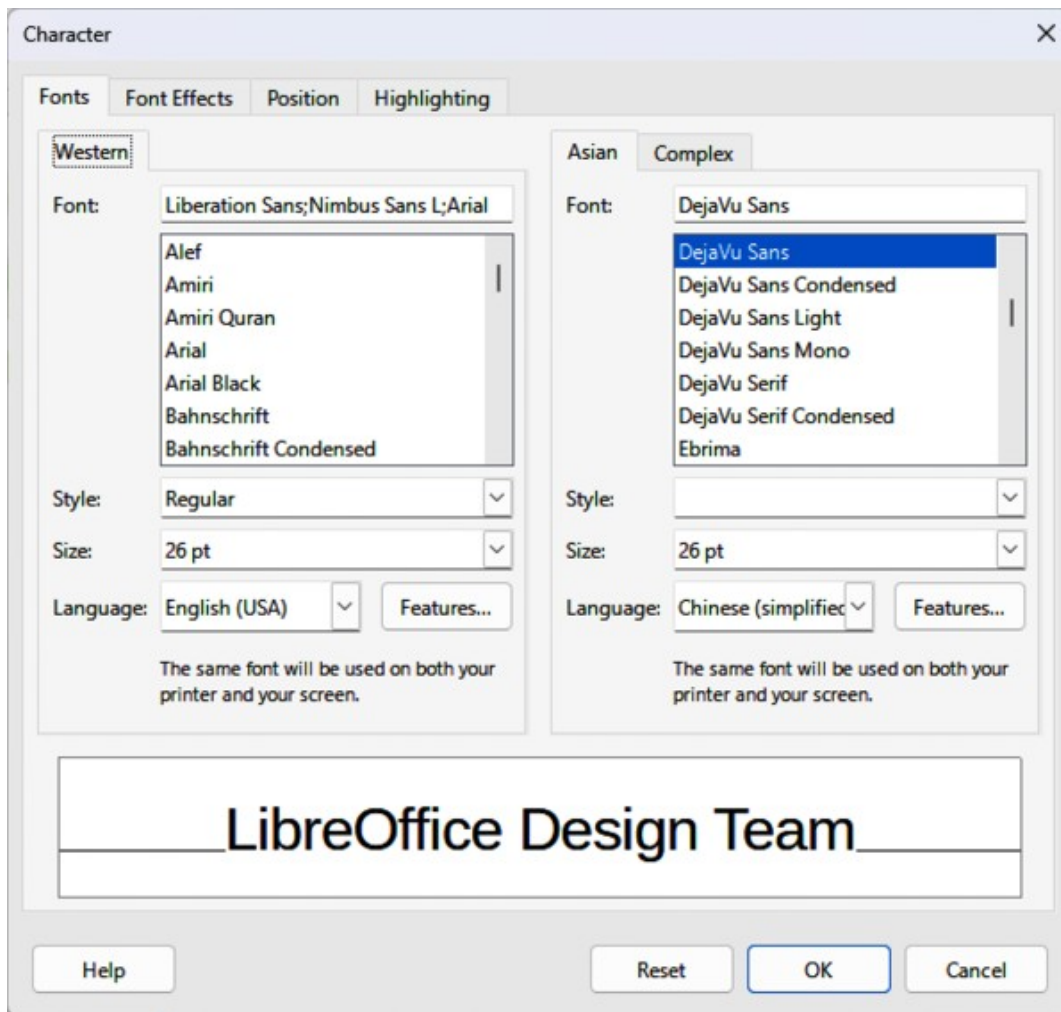 Character
Fonts Font Effects Position Highlighting
Western
Font: Liberation Sans;Nimbus Sans L;Arial
Alef
Amiri
Amiri Quran
Arial
Arial Black
Bahnschrift
Bahnschrift Condensed
Style: Regular
Size: 26 pt
Language: English (USA) Features...
The same font will be used on both your
printer and your screen.
Asian Complex
Font: DejaVu Sans
DejaVu Sans
DejaVu Sans Condensed
DejaVu Sans Light
DejaVu Sans Mono
DejaVu Serif
DejaVu Serif Condensed
Ebrima
Style:
Size: 26 pt
Language: Chinese (simplified Features...
The same font will be used on both your
printer and your screen.
LibreOffice Design Team
Help Reset OK Cancel